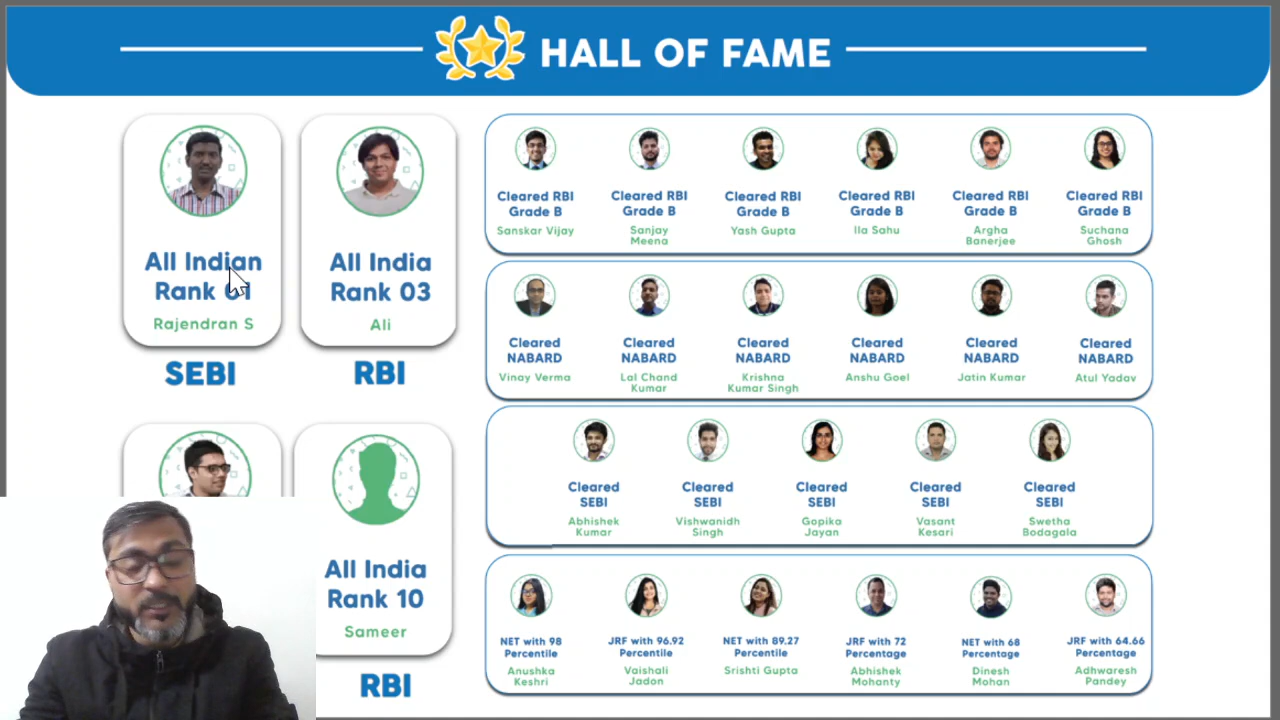 HALL OF FAME
All Indian
Rank 01
Rajendran S
SEBI
All India
Rank 03
Ali
RBI
Cleared RBI
Grade B
Sanskar Vijay
Cleared RBI
Grade B
Sanjay
Meena
Cleared RBI
Grade B
Yash Gupta
Cleared RBI
Grade B
Ila Sahu
Cleared RBI
Grade B
Argha
Banerjee
Cleared RBI
Grade B
Suchana
Ghosh
Cleared
NABARD
Vinay Verma
Cleared
NABARD
Lal Chand
Kumar
Cleared
NABARD
Krishna
Kumar Singh
Cleared
NABARD
Anshu Goel
Cleared
NABARD
Jatin Kumar
Cleared
NABARD
Atul Yadav
All India
Rank 10
Sameer
RBI
Cleared
SEBI
Abhishek
Kumar
Cleared
SEBI
Vishwanidh
Singh
Cleared
SEBI
Gopika
Jayan
Cleared
SEBI
Vasant
Kesari
Cleared
SEBI
Swetha
Bodagala
NET with 98
Percentile
Anushka
Keshri
JRF with 96.92
Percentile
Vaishali
Jadon
NET with 89.27
Percentile
Srishti Gupta
JRF with 72
Percentage
Abhishek
Mohanty
NET with 68
Percentage
Dinesh
Mohan
JRF with 64.66
Percentage
Adhwaresh
Pandey